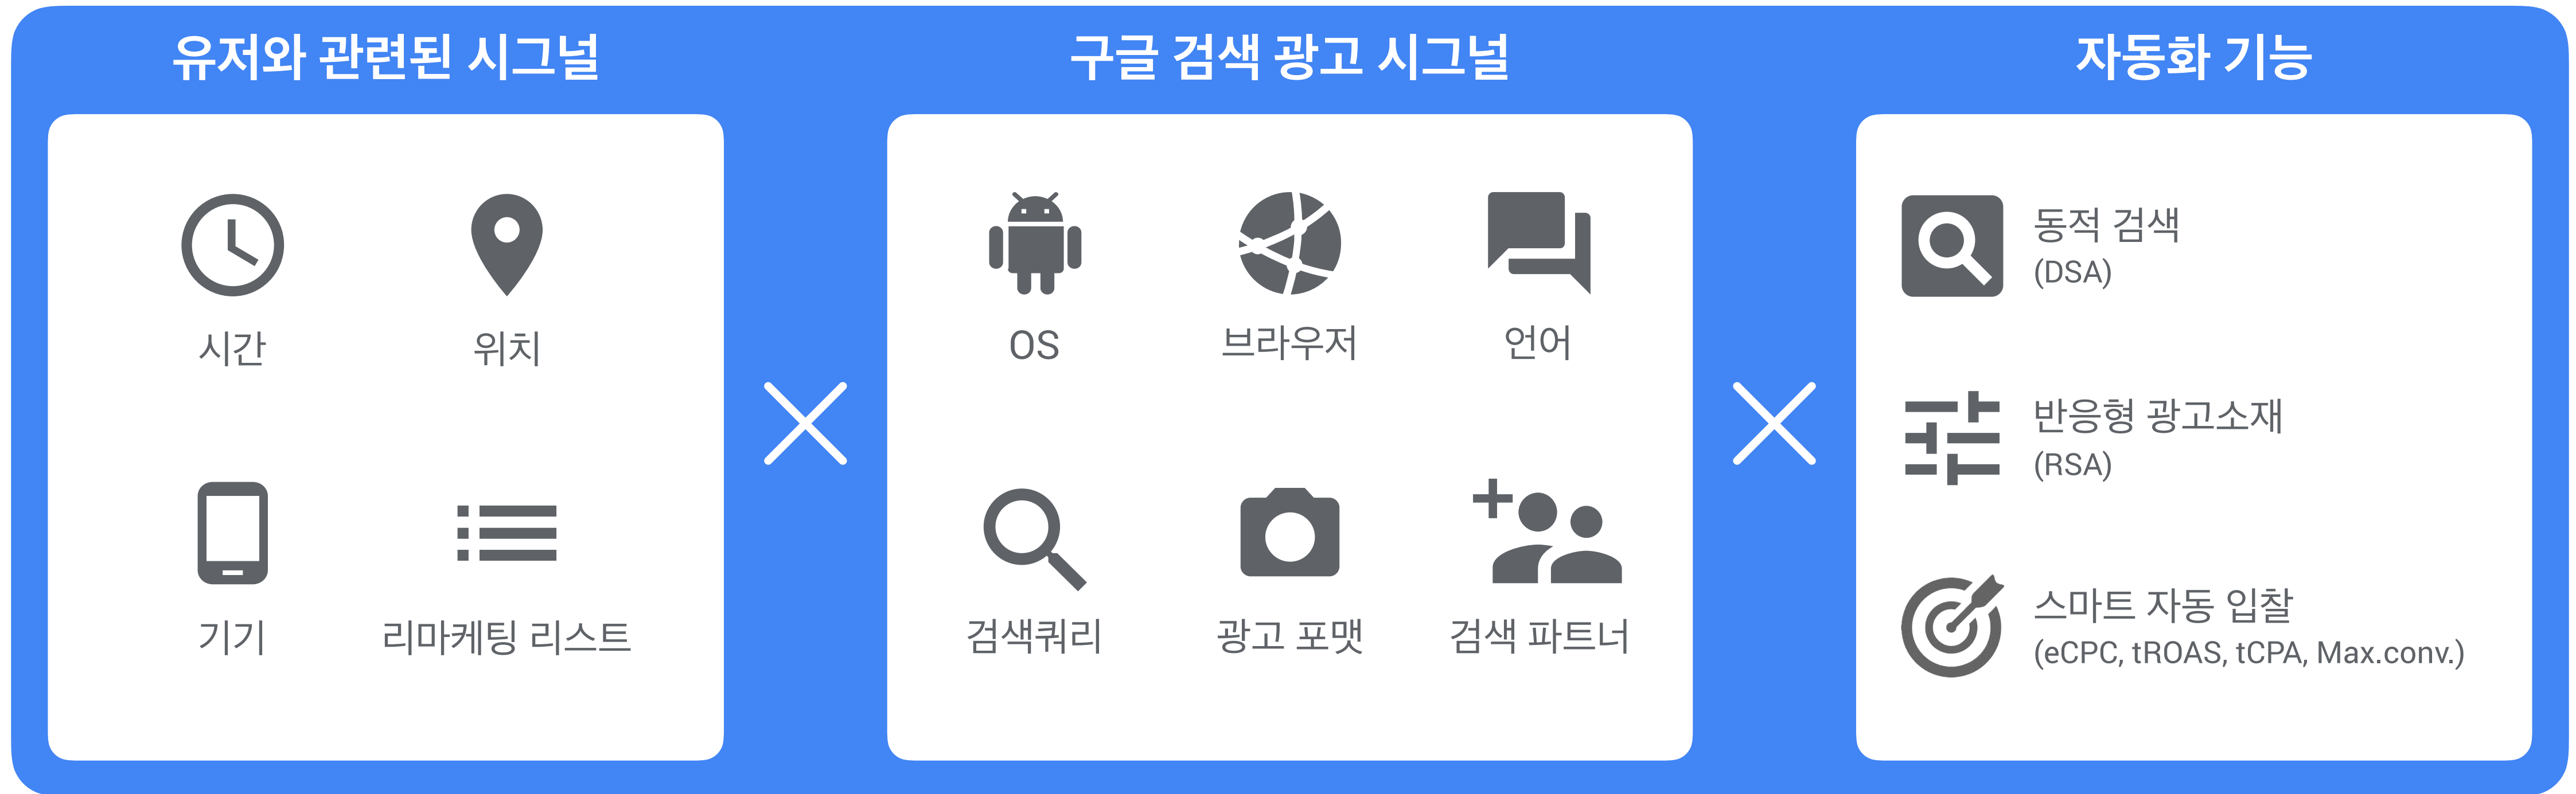 유저와 관련된 시그널
시간
위치
기기
리마케팅 리스트
구글 검색 광고 시그널
OS
브라우저
언어
검색쿼리
광고 포맷
검색 파트너
자동화 기능
동적 검색
(DSA)
반응형 광고소재
(RSA)
스마트 자동 입찰
(eCPC, tROAS, tCPA, Max.conv.)